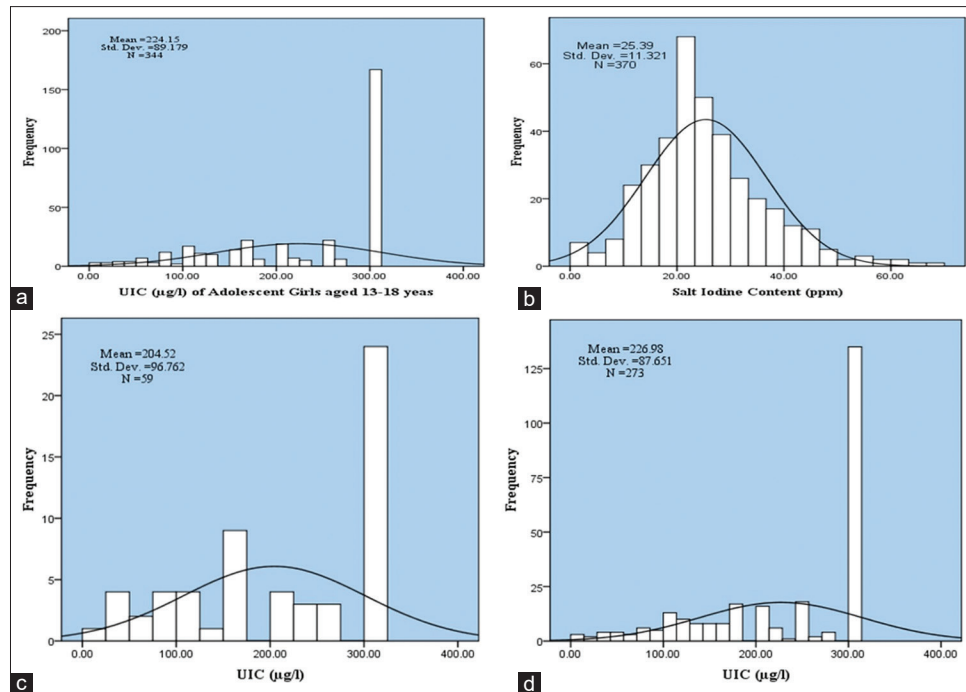 200
150
100
50
0
Frequency
Mean =224.15
Std. Dev. =89.179
N =344
0.00 100.00 200.00 300.00 400.00
UIC (µg/l) of Adolescent Girls aged 13-18 yeas
a
60
40
20
0
Frequency
Mean =25.39
Std. Dev. =11.321
N =370
0.00 20.00 40.00 60.00
Salt Iodine Content (ppm)
b
25
20
15
10
5
0
Frequency
Mean =204.52
Std. Dev. =96.762
N =59
0.00 100.00 200.00 300.00 400.00
UIC (µg/l)
c
125
100
75
50
25
0
Frequency
Mean =226.98
Std. Dev. =87.651
N =273
0.00 100.00 200.00 300.00 400.00
UIC (µg/l)
d